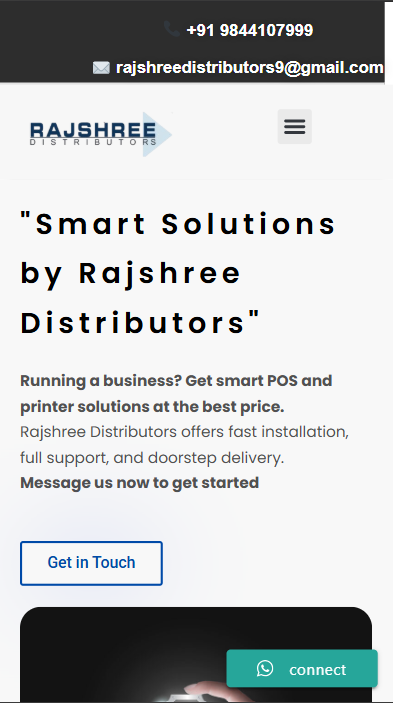 +91 9844107999
rajshreedistributors9@gmail.com
RAJSHREE
DISTRIBUTORS
"Smart Solutions
by Rajshree
Distributors"
Running a business? Get smart POS and
printer solutions at the best price.
Rajshree Distributors offers fast installation,
full support, and doorstep delivery.
Message us now to get started
Get in Touch
connect